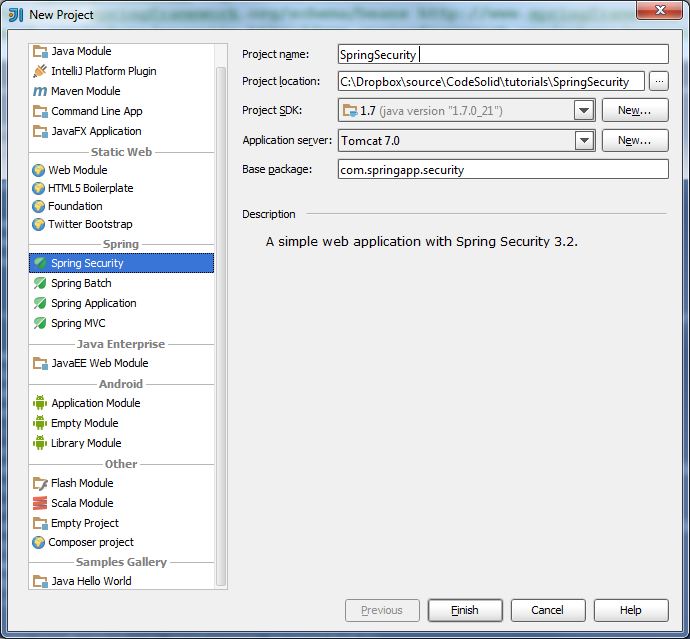 New Project
Java Module
IntelliJ Platform Plugin
Maven Module
Command Line App
JavaFX Application
Static Web
Web Module
HTML5 Boilerplate
Foundation
Twitter Bootstrap
Spring
Spring Security
Spring Batch
Spring Application
Spring MVC
Java Enterprise
JavaEE Web Module
Android
Application Module
Empty Module
Library Module
Other
Flash Module
Scala Module
Empty Project
Composer project
Samples Gallery
Java Hello World
Project name: SpringSecurity
Project location: C:\Dropbox\source\CodeSolid\tutorials\SpringSecurity ...
Project SDK: 1.7 (java version "1.7.0_21") New...
Application server: Tomcat 7.0 New...
Base package: com.springapp.security
Description
A simple web application with Spring Security 3.2.
Previous Finish Cancel Help